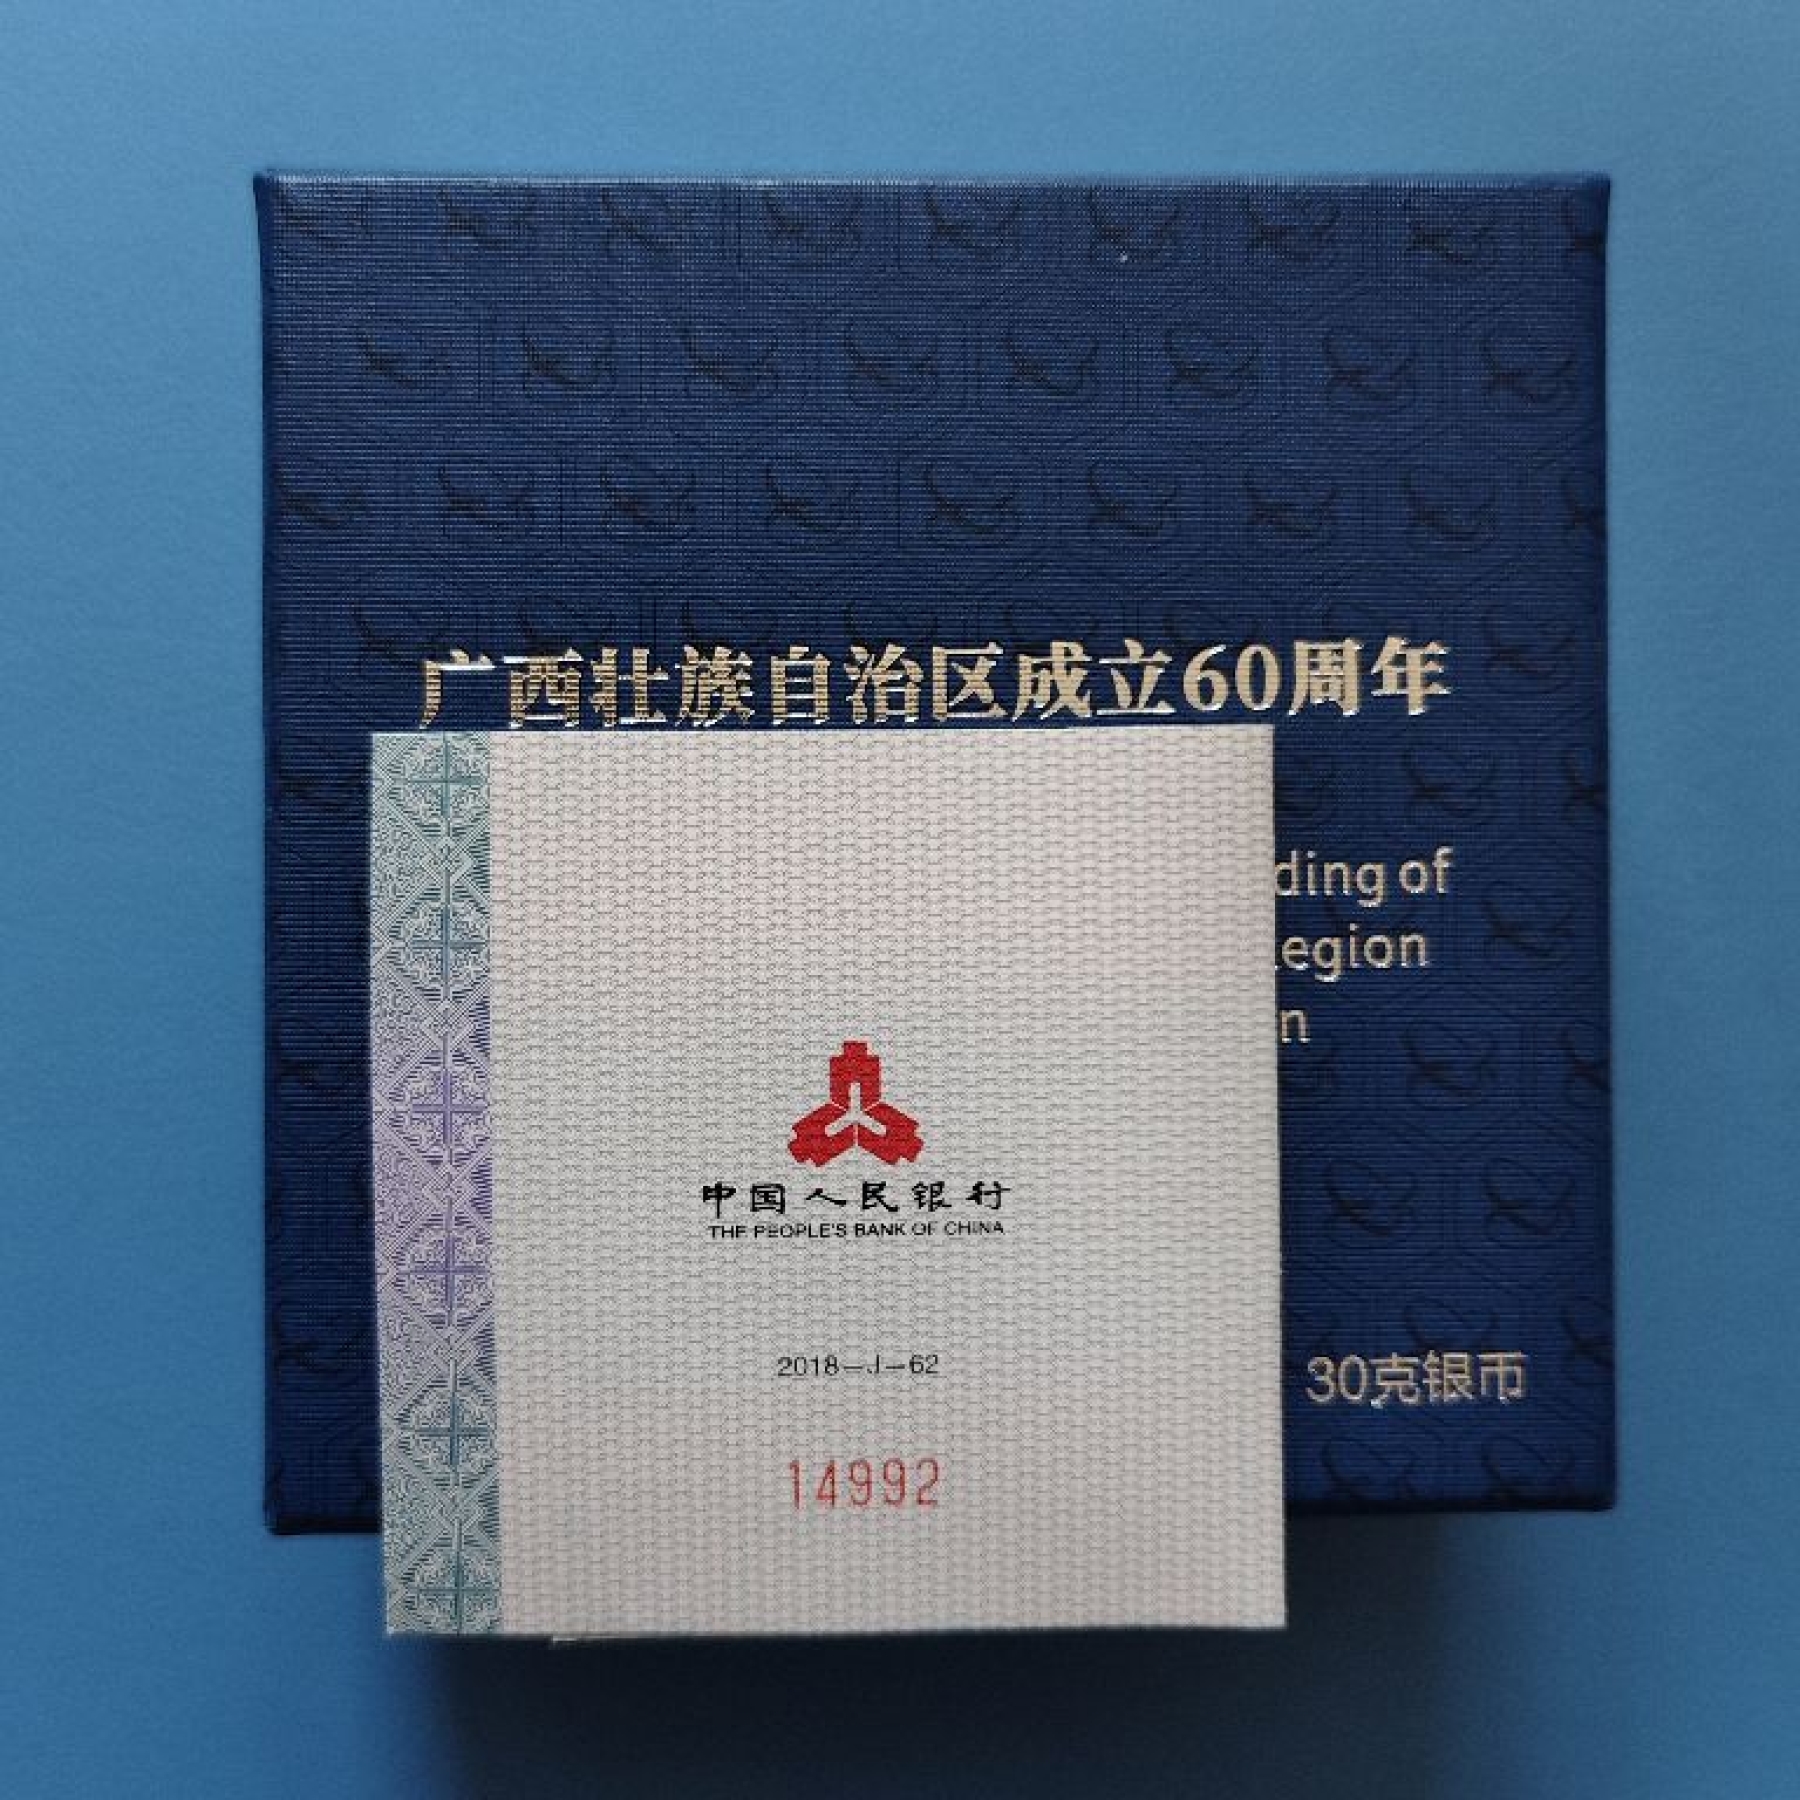 广西壮族自治区成立60周年
ding of
egion
n
中国人民银行
THE PEOPLE'S BANK OF CHINA
2018-J-62
30克银币
14992